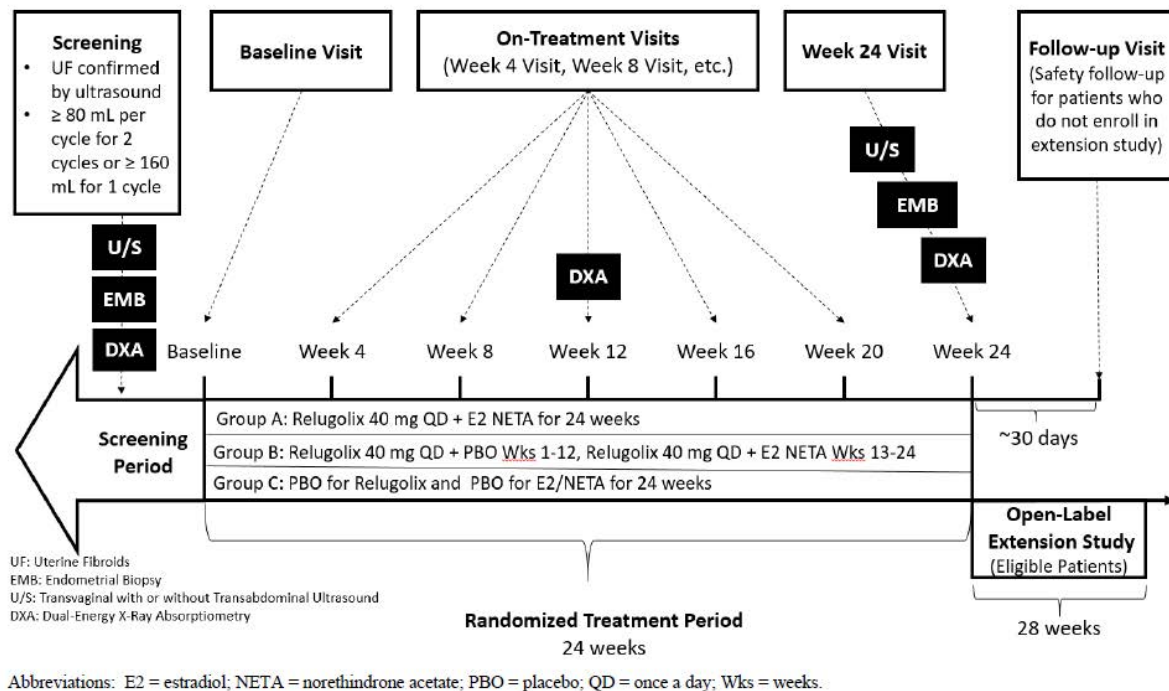 Screening
• UF confirmed
by ultrasound
• ≥ 80 mL per
cycle for 2
cycles or ≥ 160
mL for 1 cycle
Baseline Visit
On-Treatment Visits
(Week 4 Visit, Week 8 Visit, etc.)
Week 24 Visit
Follow-up Visit
(Safety follow-up
for patients who
do not enroll in
extension study)
U/S
EMB
DXA
DXA
U/S
EMB
DXA
Baseline
Week 4
Week 8
Week 12
Week 16
Week 20
Week 24
Screening
Period
Group A: Relugolix 40 mg QD + E2 NETA for 24 weeks
Group B: Relugolix 40 mg QD + PBO Wks 1-12, Relugolix 40 mg QD + E2 NETA Wks 13-24
Group C: PBO for Relugolix and PBO for E2/NETA for 24 weeks
~30 days
Open-Label
Extension Study
(Eligible Patients)
28 weeks
UF: Uterine Fibroids
EMB: Endometrial Biopsy
U/S: Transvaginal with or without Transabdominal Ultrasound
DXA: Dual-Energy X-Ray Absorptiometry
Randomized Treatment Period
24 weeks
Abbreviations: E2 = estradiol; NETA = norethindrone acetate; PBO = placebo; QD = once a day; Wks = weeks.